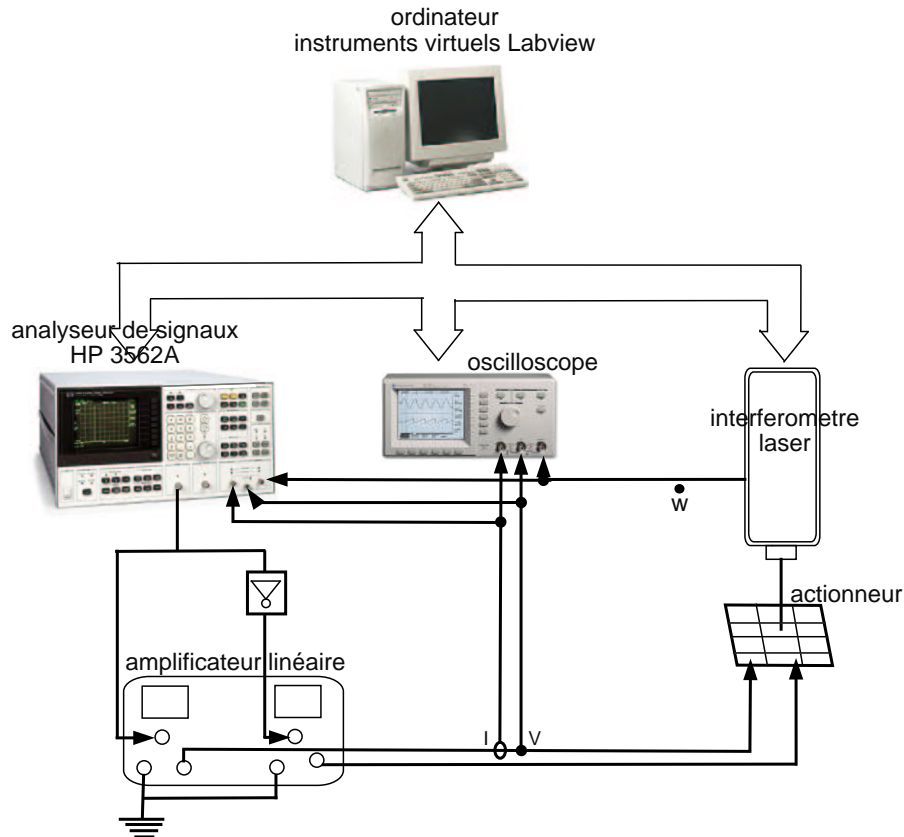 ordinateur
instruments virtuels Labview
analyseur de signaux
HP 3562A
oscilloscope
interferometre
laser
w
actionneur
amplificateur linéaire
I
V